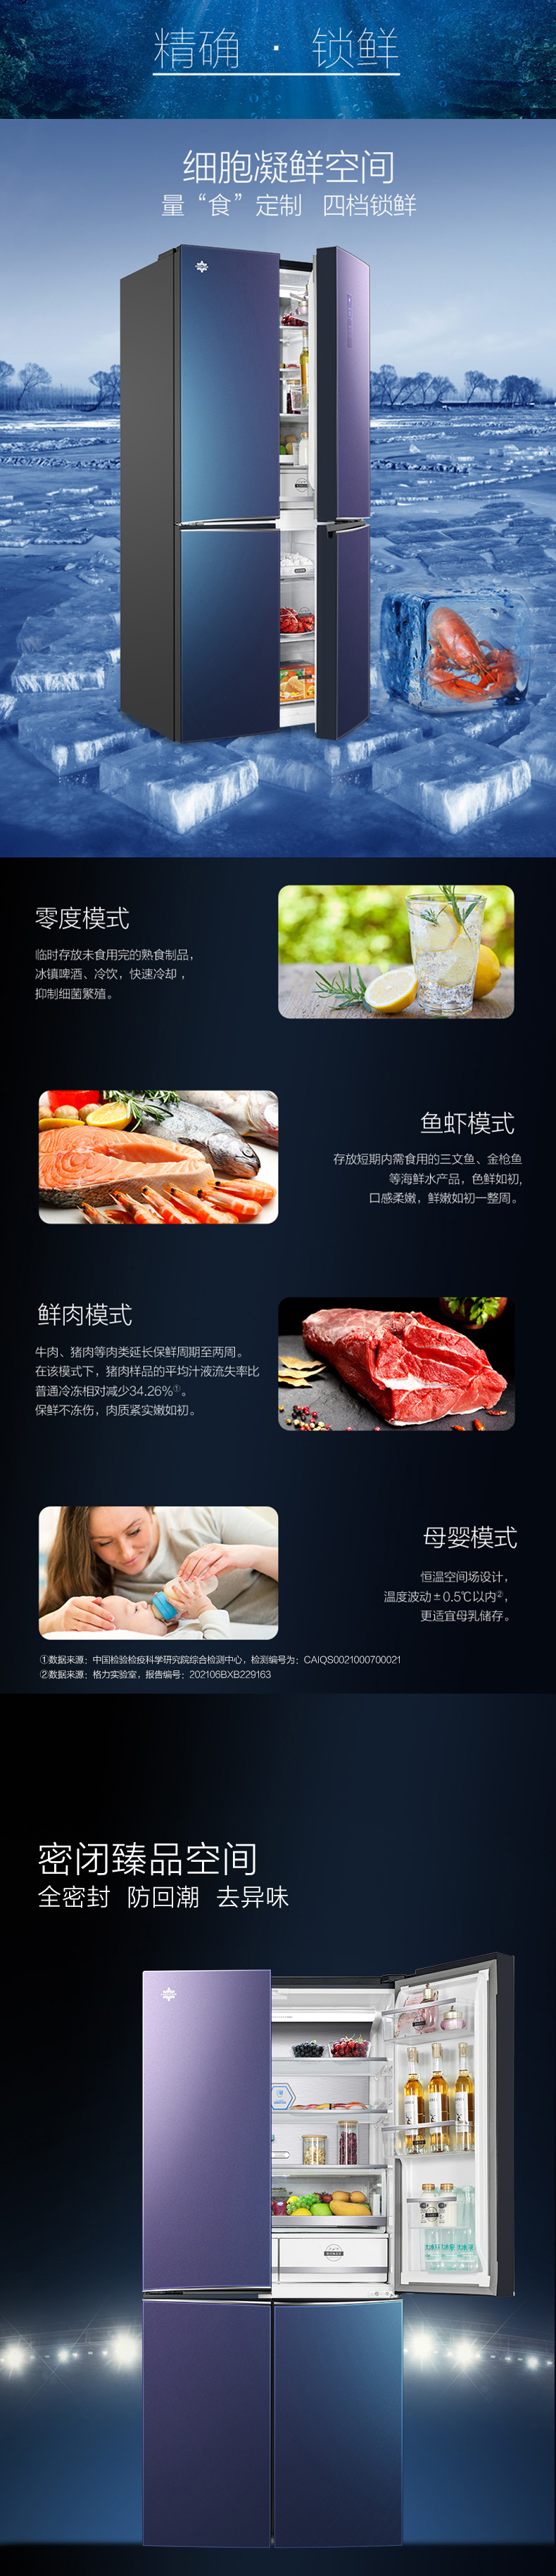 精确 · 锁鲜
细胞凝鲜空间
量“食”定制 四档锁鲜
零度模式
临时存放未食用完的熟食制品，
冰镇啤酒、冷饮，快速冷却，
抑制细菌繁殖。
鱼虾模式
存放短期内需食用的三文鱼、金枪鱼
等海鲜水产品，色鲜如初，
口感柔嫩，鲜嫩如初一整周。
鲜肉模式
牛肉、猪肉等肉类延长保鲜周期至两周。
在该模式下，猪肉样品的平均汁液流失率比
普通冷冻相对减少34.26%①。
保鲜不冻伤，肉质紧实嫩如初。
母婴模式
恒温空间场设计，
温度波动±0.5℃以内②，
更适宜母乳储存。
①数据来源：中国检验检疫科学研究院综合检测中心，检测编号为：CAIQS0021000700021
②数据来源：格力实验室，报告编号：202106BXB229163
密闭臻品空间
全密封 防回潮 去异味